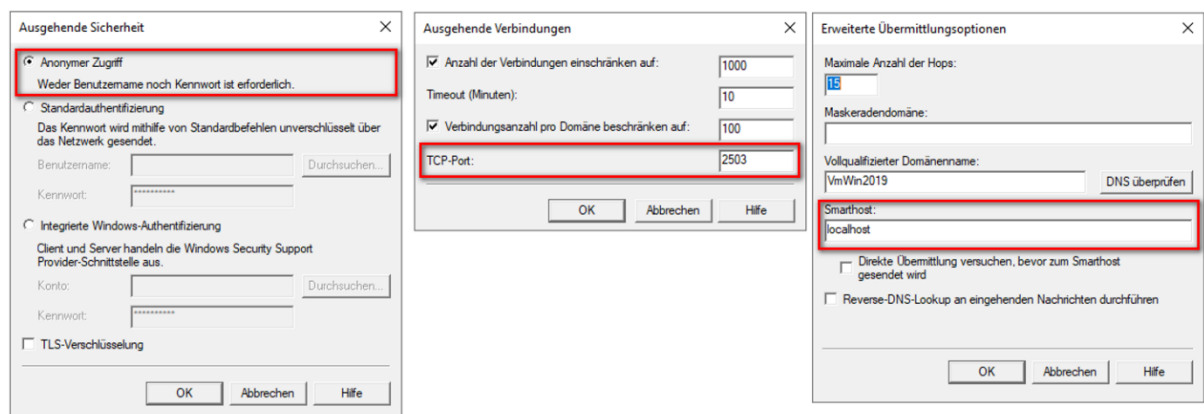 Ausgehende Sicherheit
Anonymer Zugriff
Weder Benutzername noch Kennwort ist erforderlich.
Standardauthentifizierung
Das Kennwort wird mithilfe von Standardbefehlen unverschlüsselt über
das Netzwerk gesendet.
Benutzername:
Durchsuchen...
Kennwort:
**********
Integrierte Windows-Authentifizierung
Client und Server handeln die Windows Security Support
Provider-Schnittstelle aus.
Konto:
Durchsuchen...
Kennwort:
**********
TLS-Verschlüsselung
OK
Abbrechen
Hilfe
Ausgehende Verbindungen
Anzahl der Verbindungen einschränken auf:
1000
Timeout (Minuten):
10
Verbindungsanzahl pro Domäne beschränken auf:
100
TCP-Port:
2503
OK
Abbrechen
Hilfe
Erweiterte Übermittlungsoptionen
Maximale Anzahl der Hops:
15
Maskeradendomäne:
Vollqualifizierter Domänenname:
VmWin2019
DNS überprüfen
Smarthost:
localhost
Direkte Übermittlung versuchen, bevor zum Smarthost
gesendet wird
Reverse-DNS-Lookup an eingehenden Nachrichten durchführen
OK
Abbrechen
Hilfe